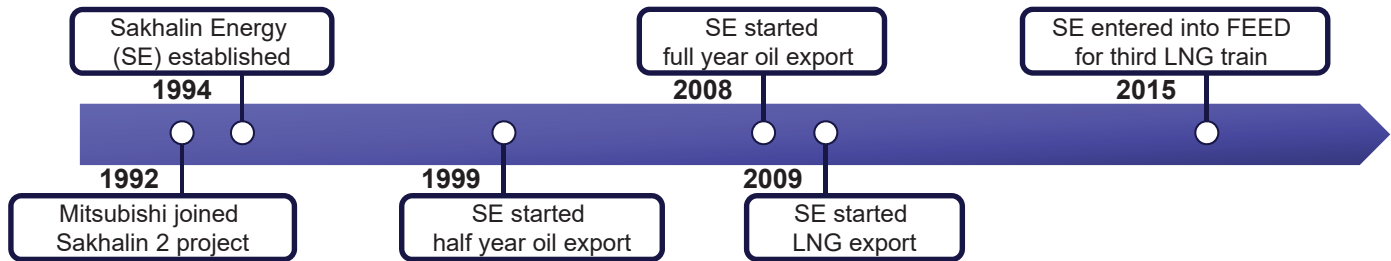 Sakhalin Energy
(SE) established
1994
1992
Mitsubishi joined
Sakhalin 2 project
1999
SE started
half year oil export
SE started
full year oil export
2008
2009
SE started
LNG export
SE entered into FEED
for third LNG train
2015